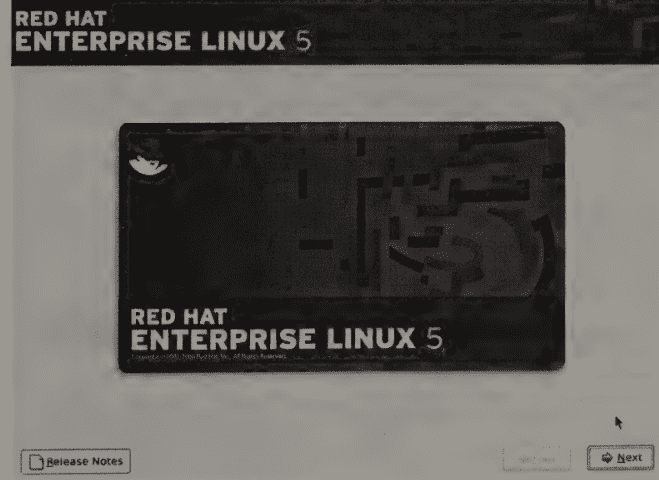 RED HAT
ENTERPRISE LINUX 5
RED HAT
ENTERPRISE LINUX 5
Release Notes
Next